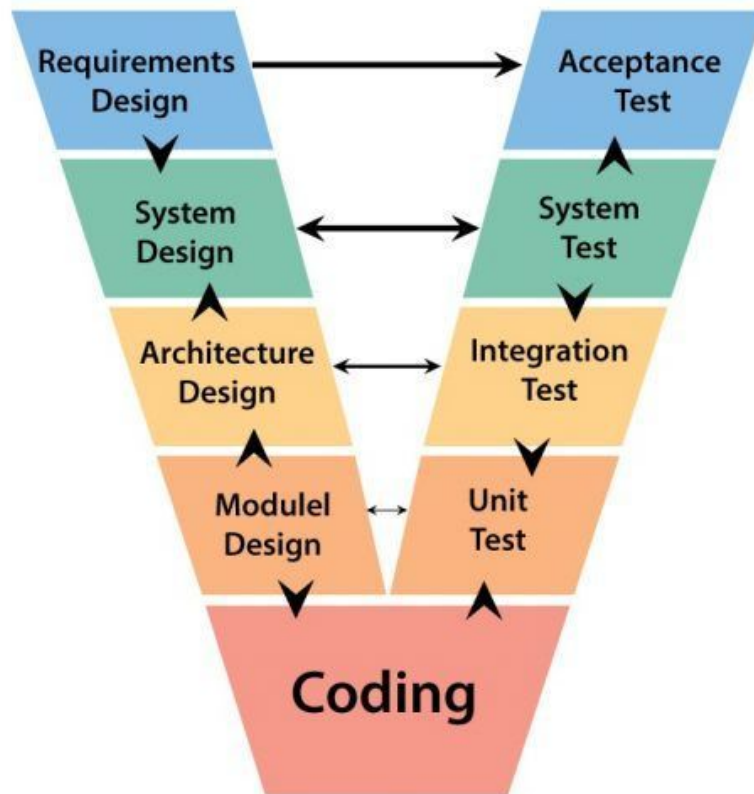 Requirements
Design
Acceptance
Test
System
Design
System
Test
Architecture
Design
Integration
Test
Modulel
Design
Unit
Test
Coding